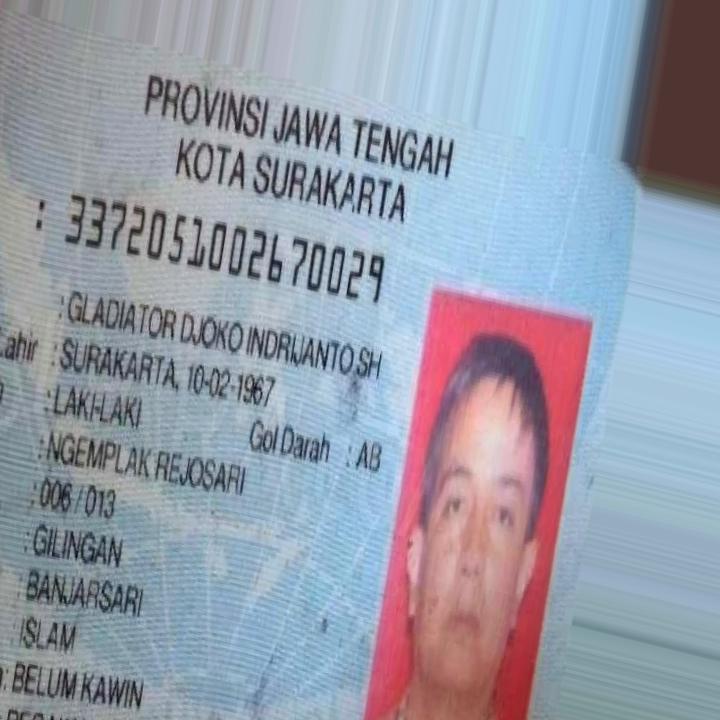 PROVINSI JAWA TENGAH
KOTA SURAKARTA
: 3372051002670029
: GLADIATOR DJOKO INDRIJANTO SH
Lahir : SURAKARTA, 10-02-1967
: LAKI-LAKI Gol Darah : AB
: NGEMPLAK REJOSARI
: 006 / 013
: GILINGAN
: BANJARSARI
ISLAM
: BELUM KAWIN